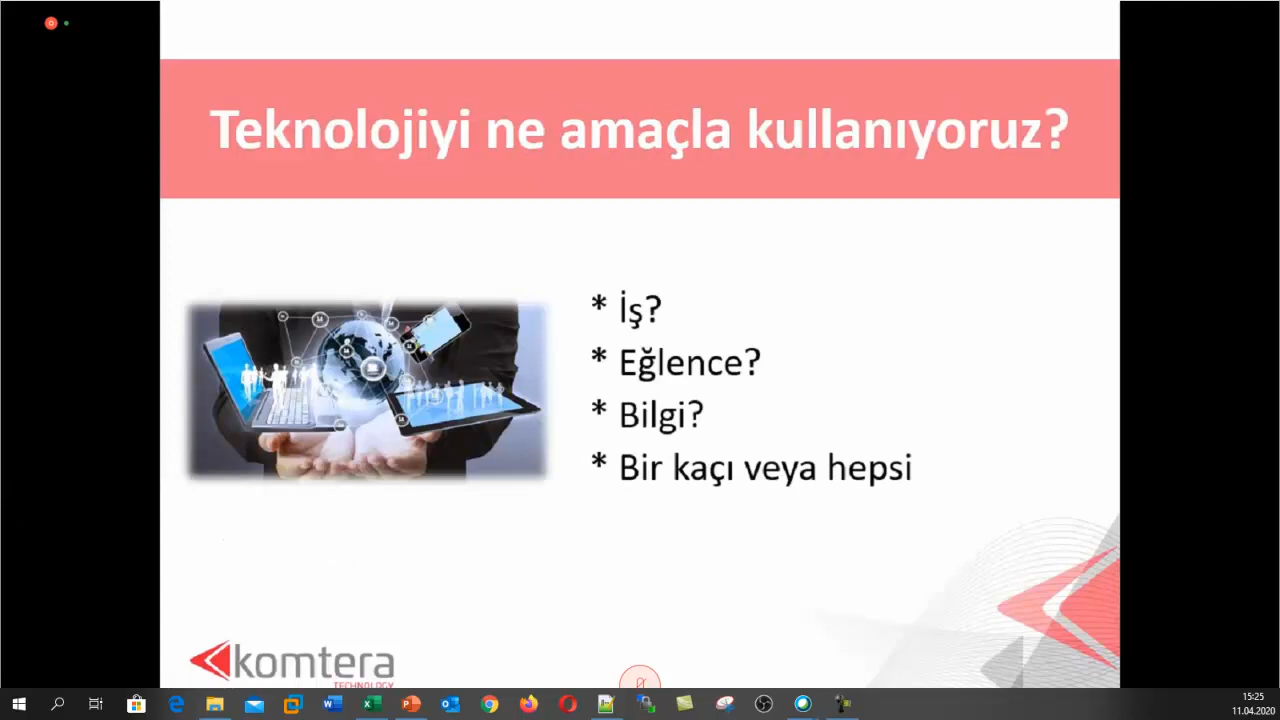 Teknolojiyi ne amaçla kullanıyoruz?
* İş?
* Eğlence?
* Bilgi?
* Bir kaçı veya hepsi
komtera
TECHNOLOGY
15:25
11.04.2020